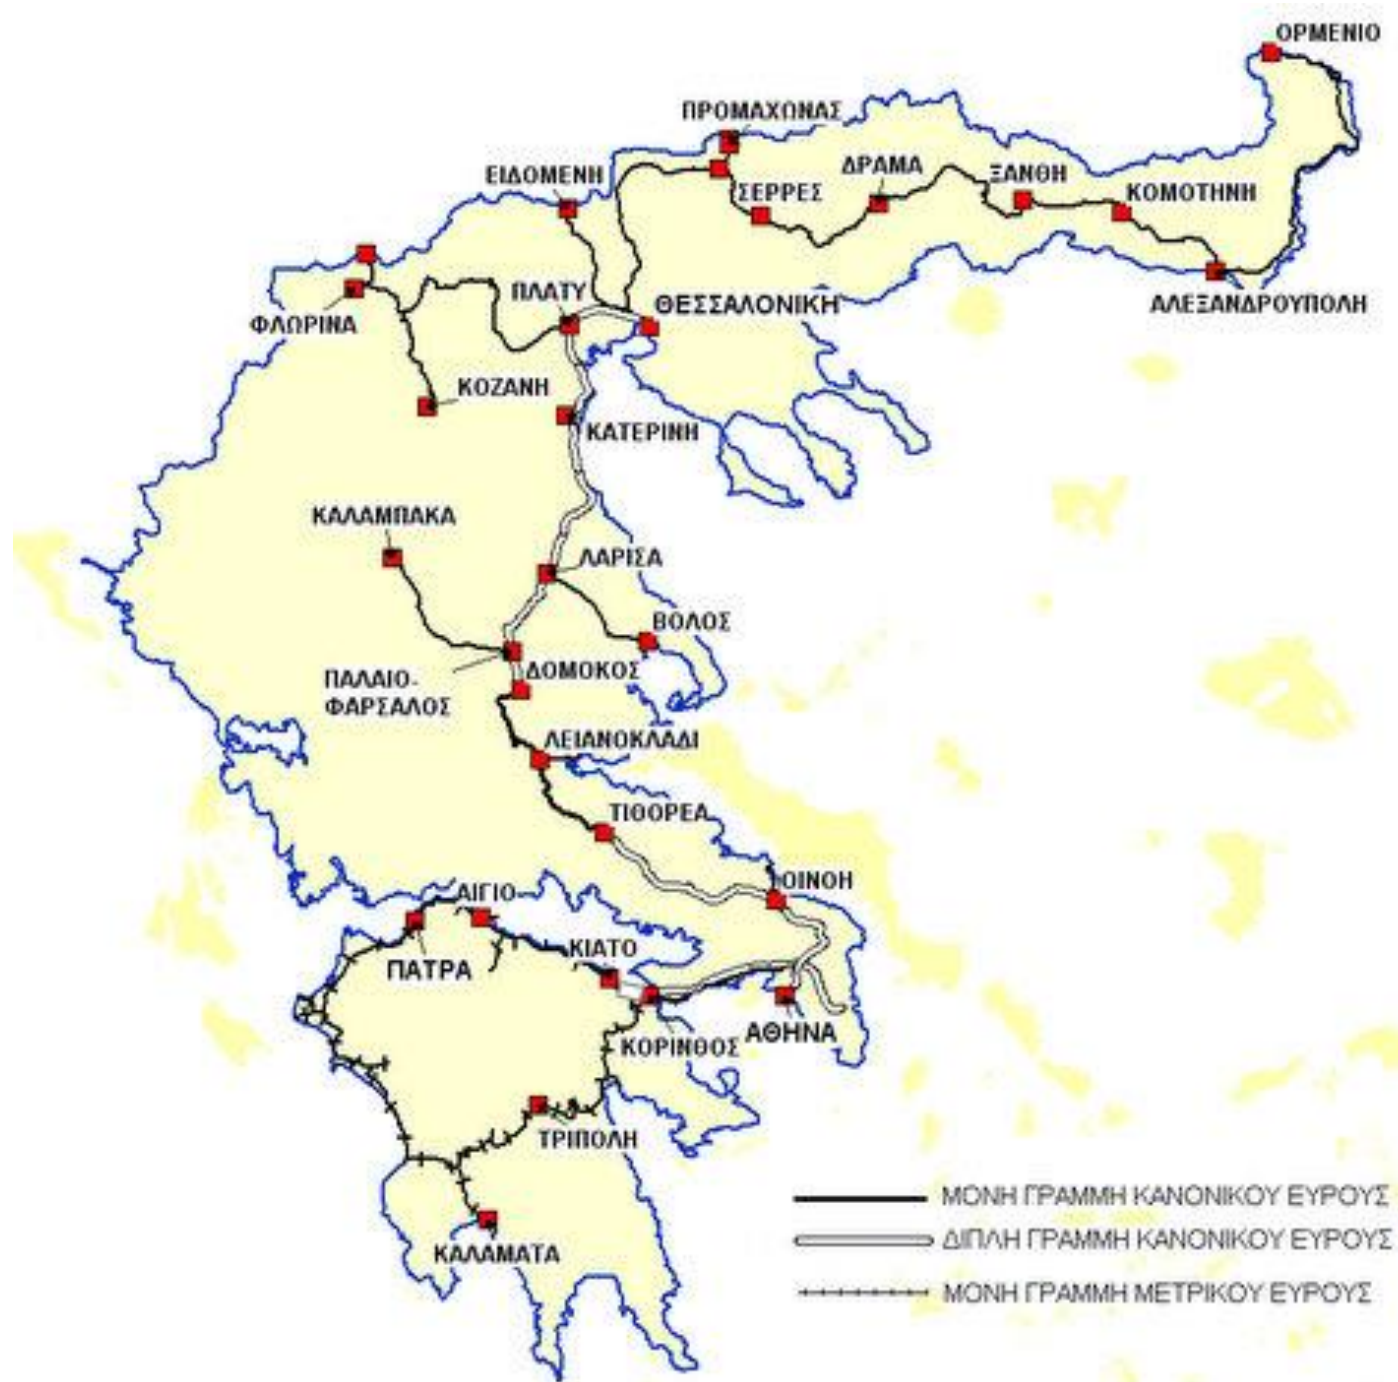 ΟΡΜΕΝΙΟ
ΠΡΟΜΑΧΩΝΑΣ
ΕΙΔΟΜΕΝΗ
ΔΡΑΜΑ
ΞΑΝΘΗ
ΣΕΡΡΕΣ
ΚΟΜΟΤΗΝΗ
ΠΛΑΤΥ
ΘΕΣΣΑΛΟΝΙΚΗ
ΑΛΕΞΑΝΔΡΟΥΠΟΛΗ
ΦΛΩΡΙΝΑ
ΚΟΖΑΝΗ
ΚΑΤΕΡΙΝΗ
ΚΑΛΑΜΠΑΚΑ
ΛΑΡΙΣΑ
ΒΟΛΟΣ
ΔΟΜΟΚΟΣ
ΠΑΛΑΙΟ-
ΦΑΡΣΑΛΟΣ
ΛΕΙΑΝΟΚΛΑΔΙ
ΤΙΘΟΡΕΑ
ΟΙΝΟΗ
ΑΙΓΙΟ
ΚΙΑΤΟ
ΠΑΤΡΑ
ΑΘΗΝΑ
ΚΟΡΙΝΘΟΣ
ΤΡΙΠΟΛΗ
ΚΑΛΑΜΑΤΑ
ΜΟΝΗ ΓΡΑΜΜΗ ΚΑΝΟΝΙΚΟΥ ΕΥΡΟΥΣ
ΔΙΠΛΗ ΓΡΑΜΜΗ ΚΑΝΟΝΙΚΟΥ ΕΥΡΟΥΣ
ΜΟΝΗ ΓΡΑΜΜΗ ΜΕΤΡΙΚΟΥ ΕΥΡΟΥΣ